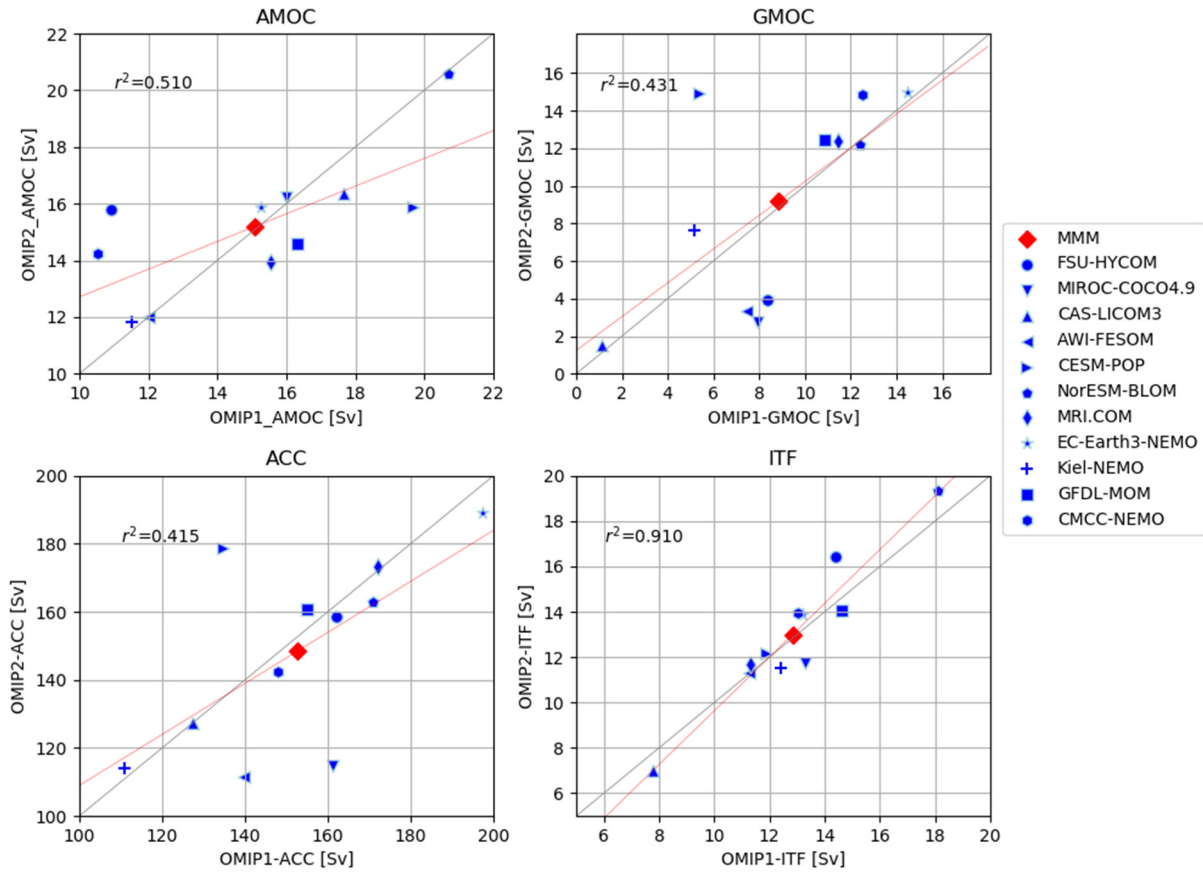 AMOC
22
20
18
16
14
12
10
r²=0.510
OMIP2_AMOC [Sv]
10 12 14 16 18 20 22
OMIP1_AMOC [Sv]
GMOC
16
14
12
10
8
6
4
2
0
r²=0.431
OMIP2-GMOC [Sv]
0 2 4 6 8 10 12 14 16
OMIP1-GMOC [Sv]
MMM
FSU-HYCOM
MIROC-COCO4.9
CAS-LICOM3
AWI-FESOM
CESM-POP
NorESM-BLOM
MRI.COM
EC-Earth3-NEMO
Kiel-NEMO
GFDL-MOM
CMCC-NEMO
ACC
200
180
160
140
120
100
r²=0.415
OMIP2-ACC [Sv]
100 120 140 160 180 200
OMIP1-ACC [Sv]
ITF
20
18
16
14
12
10
8
6
r²=0.910
OMIP2-ITF [Sv]
6 8 10 12 14 16 18 20
OMIP1-ITF [Sv]